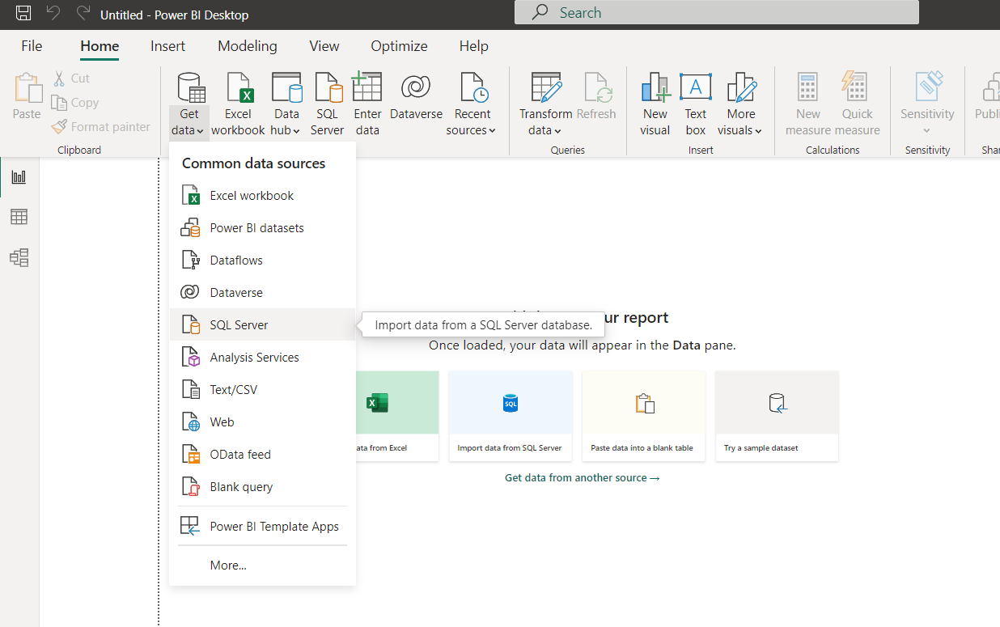 Untitled - Power BI Desktop
Search
File Home Insert Modeling View Optimize Help
Paste
Cut
Copy
Format painter
Clipboard
Get data
Excel workbook
Data hub
SQL Server
Enter data
Dataverse
Recent sources
Transform data
Refresh
Queries
New visual
Text box
More visuals
Insert
New measure
Quick measure
Calculations
Sensitivity
Sensitivity
Publi
Shar
Common data sources
Excel workbook
Power BI datasets
Dataflows
Dataverse
SQL Server
Analysis Services
Text/CSV
Web
OData feed
Blank query
Power BI Template Apps
More...
Import data from a SQL Server database.
ur report
Once loaded, your data will appear in the Data pane.
SQL
ata from Excel
Import data from SQL Server
Paste data into a blank table
Try a sample dataset
Get data from another source →